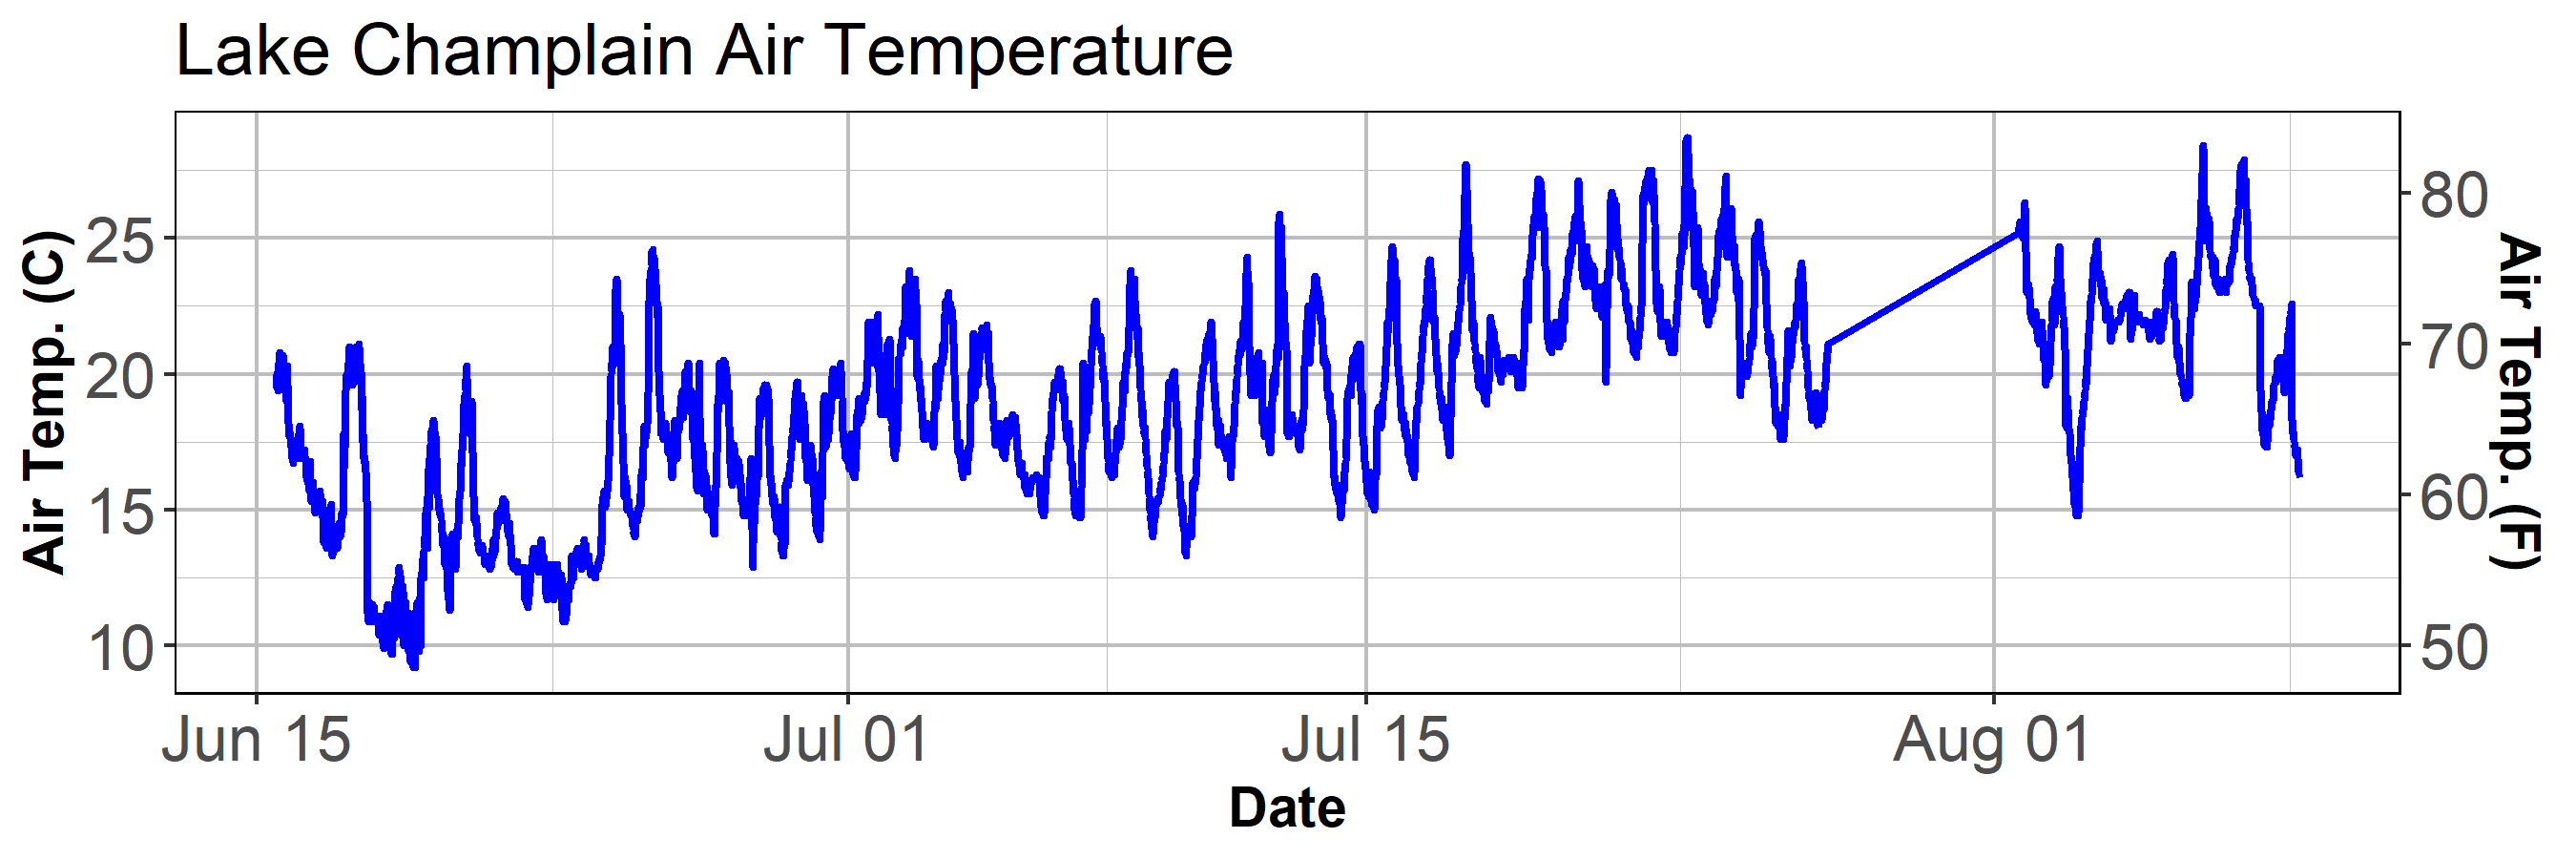 Lake Champlain Air Temperature
Air Temp. (C)
25
20
15
10
80
70
60
50
Air Temp. (F)
Jun 15
Jul 01
Jul 15
Aug 01
Date